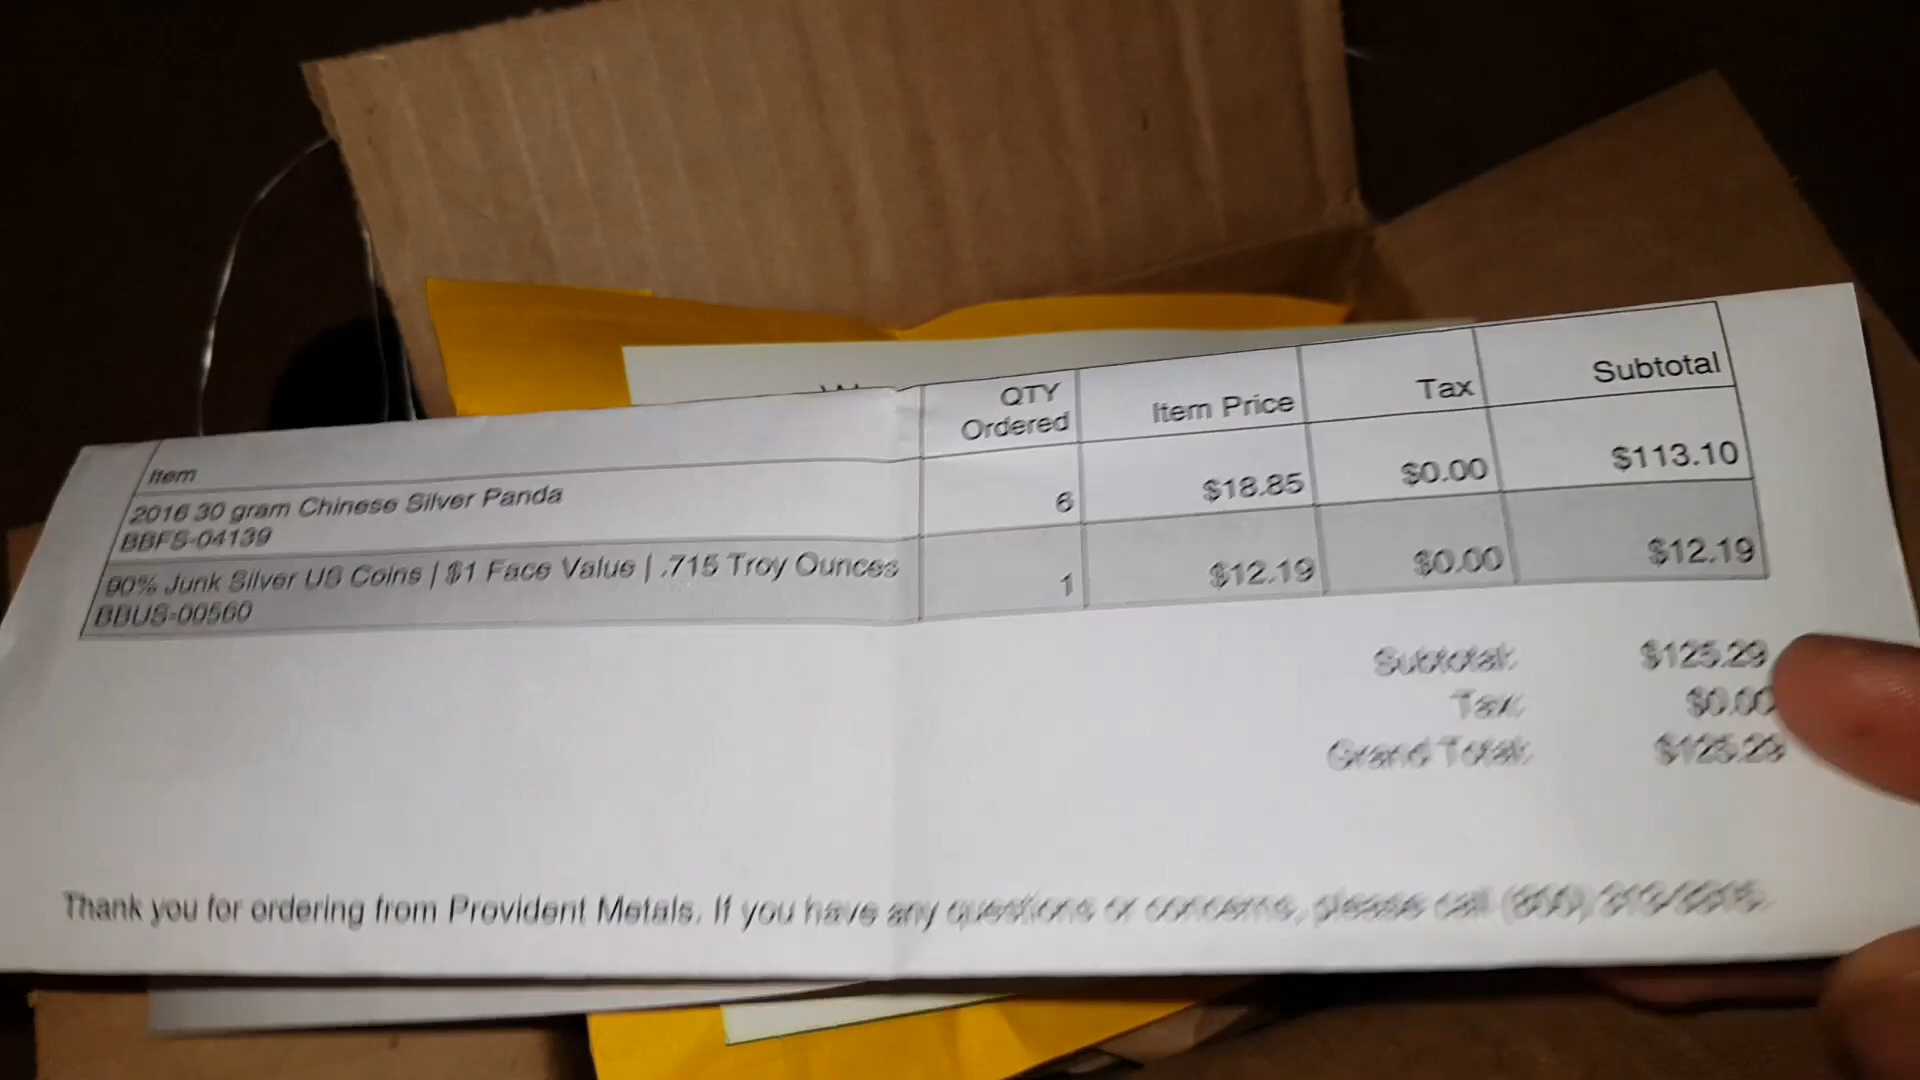 QTY
Ordered
Item Price
Tax
Subtotal
Item
2016 30 gram Chinese Silver Panda
BBFS-04139
6
$18.85
$0.00
$113.10
90% Junk Silver US Coins | $1 Face Value | .715 Troy Ounces
BBUS-00560
1
$12.19
$0.00
$12.19
Subtotal: $125.29
Tax: $0.00
Grand Total: $125.29
Thank you for ordering from Provident Metals. If you have any questions or concerns, please call